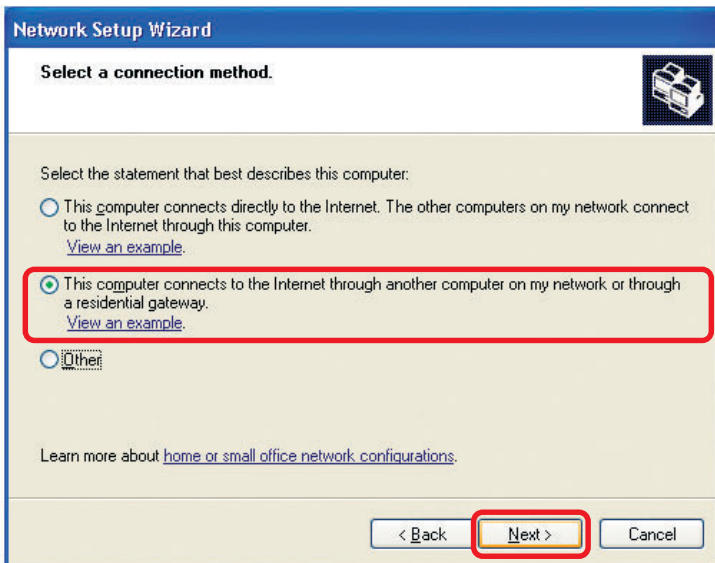 Network Setup Wizard
Select a connection method.
Select the statement that best describes this computer:
This computer connects directly to the Internet. The other computers on my network connect
to the Internet through this computer.
View an example.
This computer connects to the Internet through another computer on my network or through
a residential gateway.
View an example.
Other
Learn more about home or small office network configurations.
< Back
Next >
Cancel